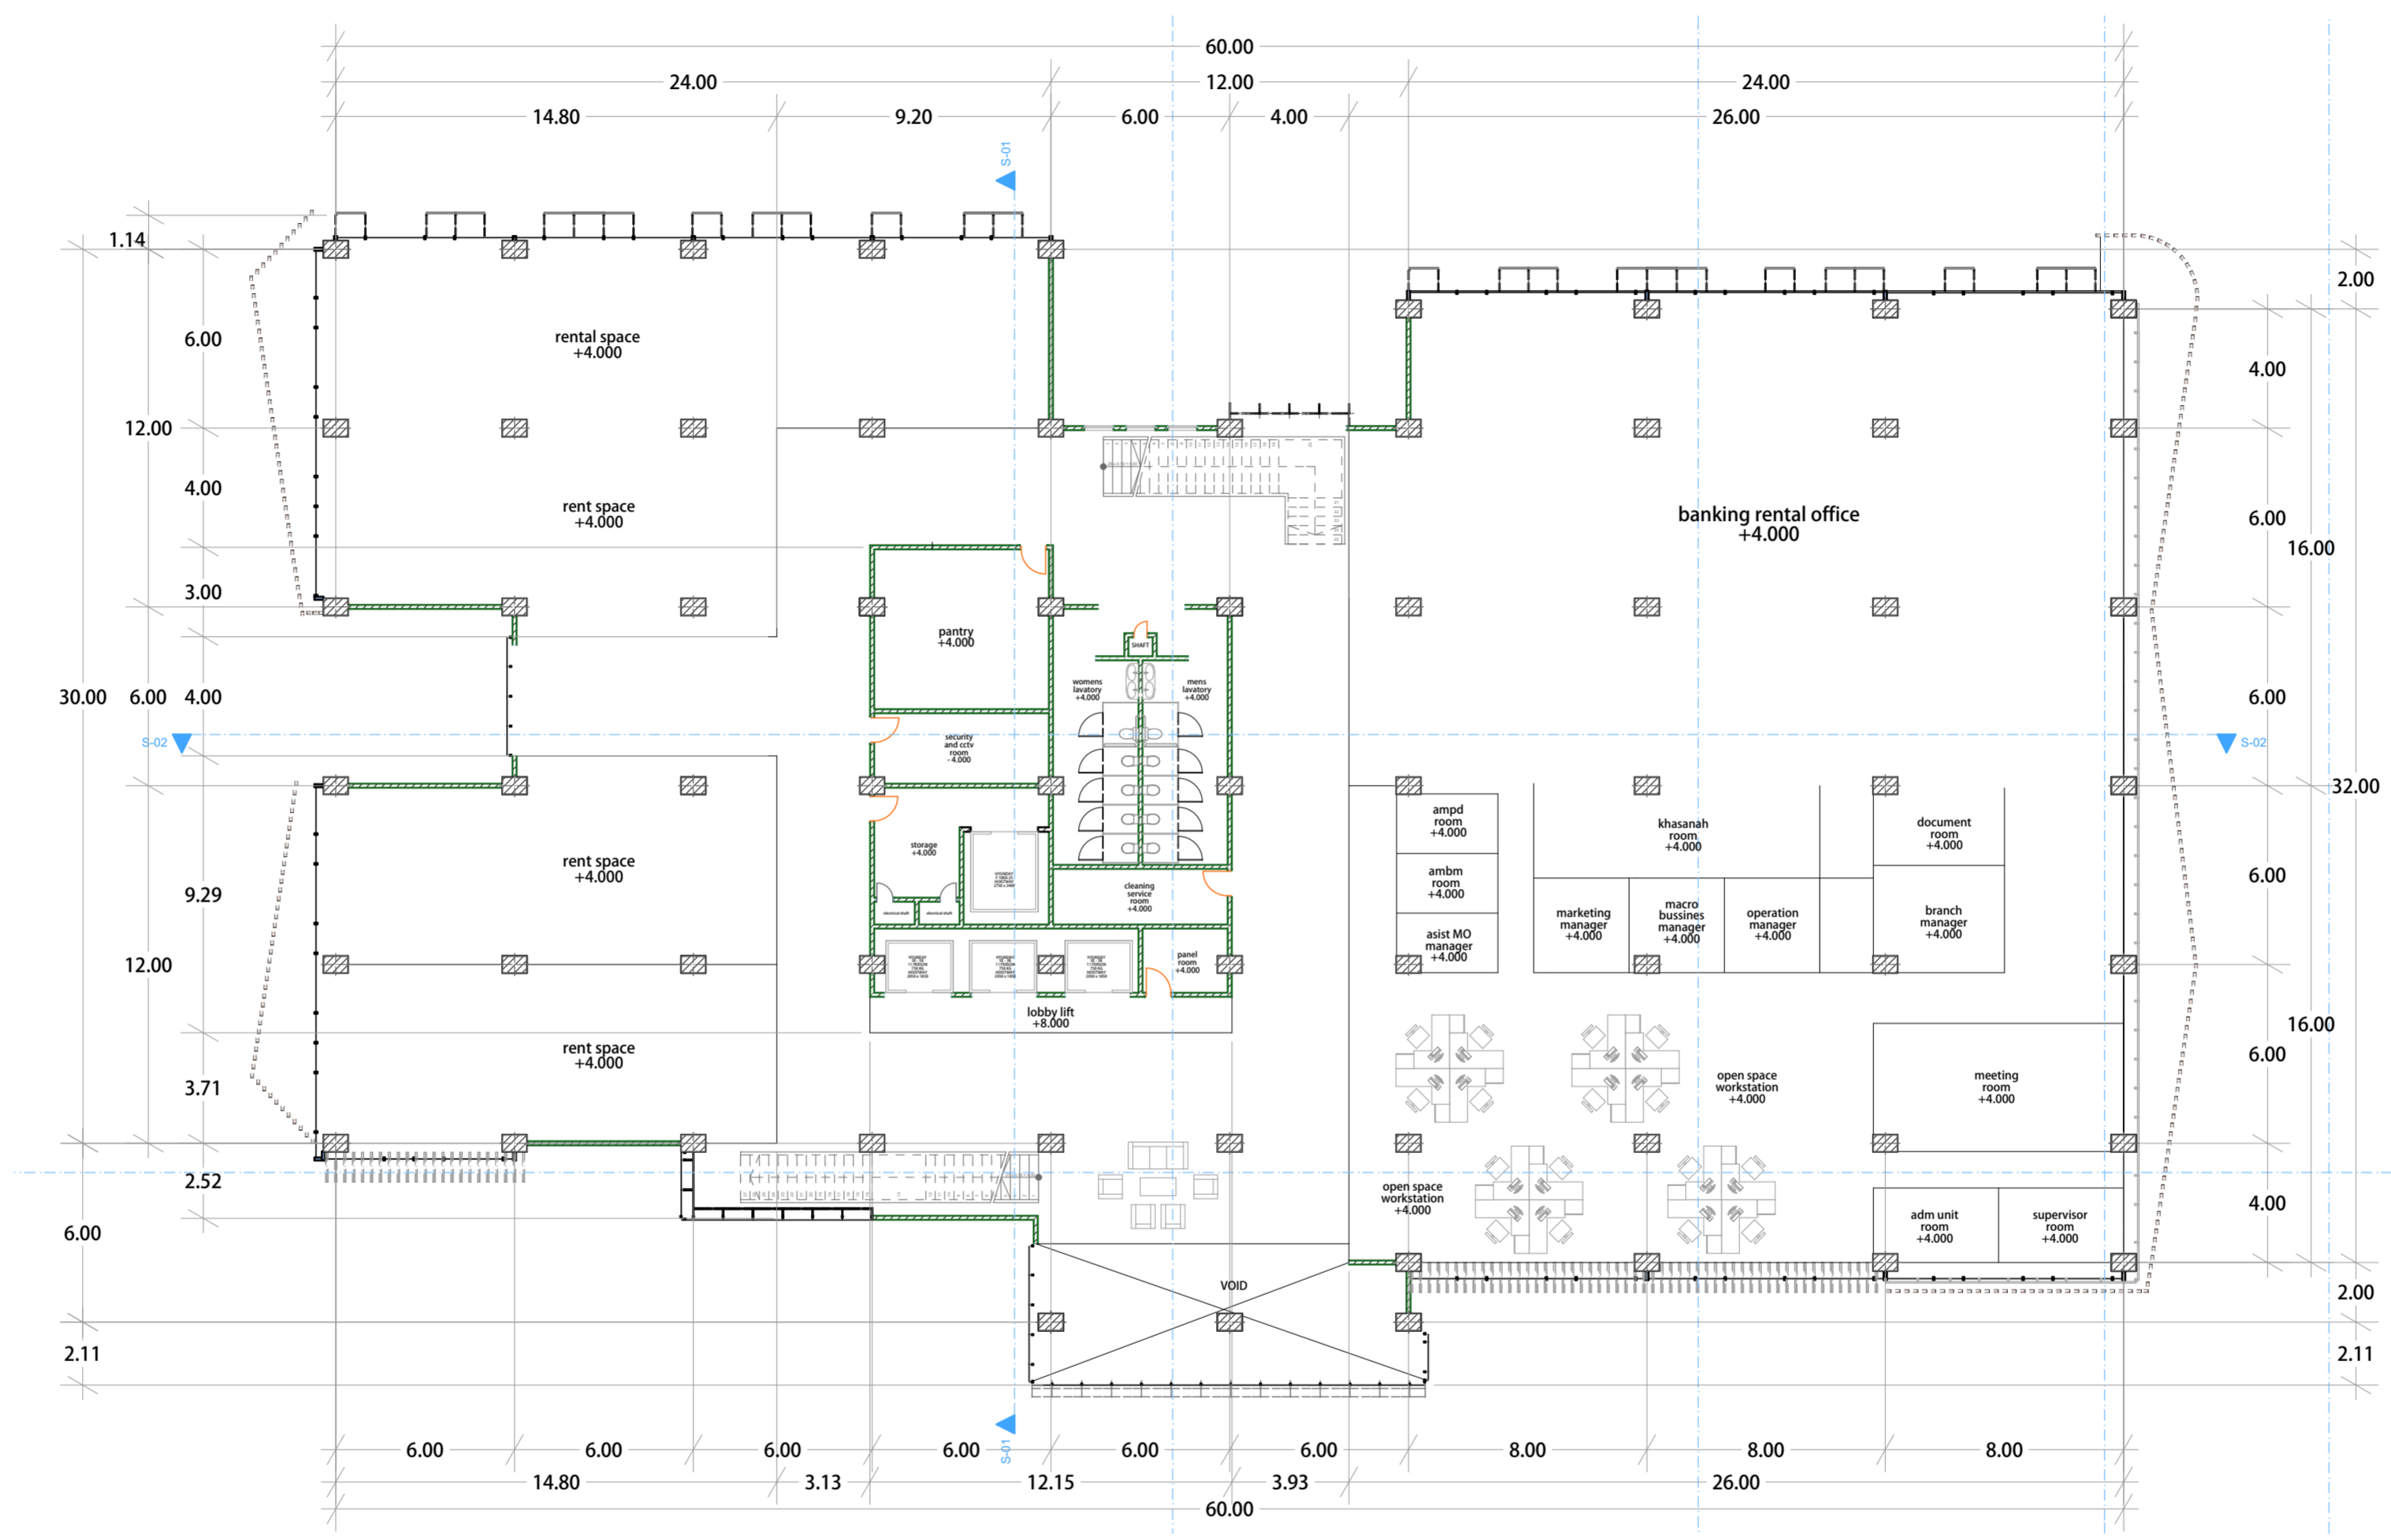 60.00
24.00
12.00
24.00
14.80
9.20
6.00
4.00
26.00
S-01
1.14
2.00
6.00
rental space
+4.000
4.00
12.00
4.00
rent space
+4.000
banking rental office
+4.000
6.00
16.00
3.00
pantry
+4.000
SHAFT
womens
lavatory
+4.000
mens
lavatory
+4.000
30.00
6.00
4.00
6.00
S-02
security
and cctv
room
- 4.000
S-02
32.00
ampd
room
+4.000
khasanah
room
+4.000
document
room
+4.000
storage
+4.000
rent space
+4.000
9.29
6.00
ambm
room
+4.000
cleaning
service
room
+4.000
electrical shaft
electrical shaft
marketing
manager
+4.000
macro
bussines
manager
+4.000
operation
manager
+4.000
branch
manager
+4.000
asist MO
manager
+4.000
12.00
panel
room
+4.000
lobby lift
+8.000
16.00
rent space
+4.000
6.00
3.71
open space
workstation
+4.000
meeting
room
+4.000
2.52
open space
workstation
+4.000
4.00
6.00
adm unit
room
+4.000
supervisor
room
+4.000
VOID
2.00
2.11
2.11
S-01
6.00
6.00
6.00
6.00
6.00
6.00
8.00
8.00
8.00
14.80
3.13
12.15
3.93
26.00
60.00